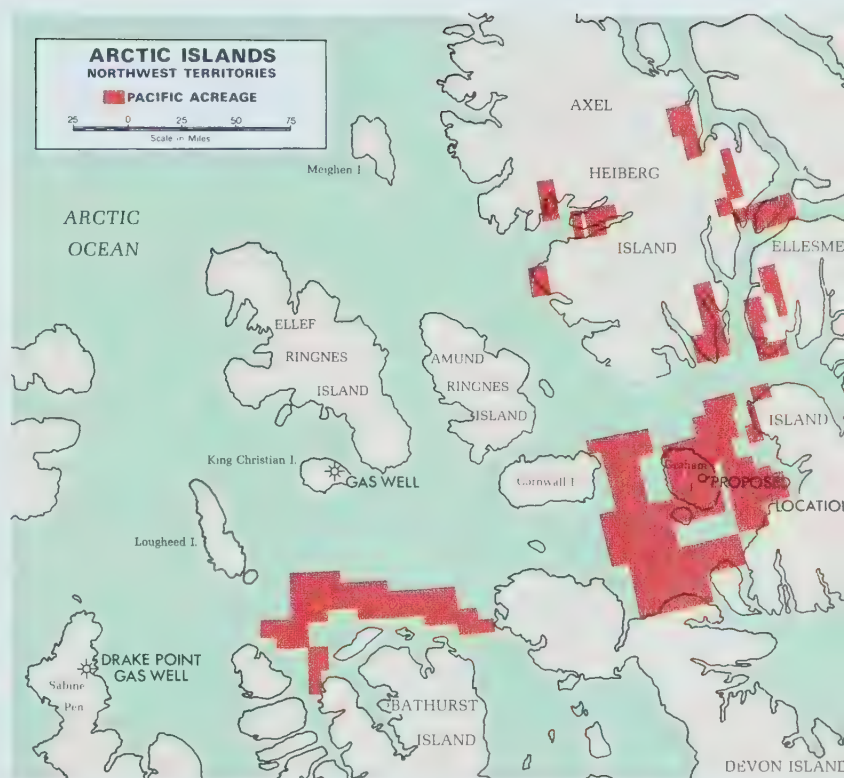 ARCTIC ISLANDS
NORTHWEST TERRITORIES
PACIFIC ACREAGE
25 0 25 50 75
Scale in Miles
AXEL
HEIBERG
ISLAND
Meighen I
ARCTIC
OCEAN
ELLESME
ELLEF
RINGNES
ISLAND
AMUND
RINGNES
ISLAND
ISLAND
King Christian I.
GAS WELL
Cornwall I
Graham
I
PROPOSED
LOCATION
Lougheed I.
DRAKE POINT
GAS WELL
Sabine
Pen
BATHURST
ISLAND
DEVON ISLAND